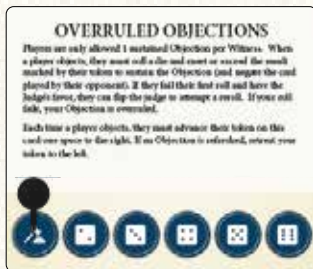 OVERRULED OBJECTIONS
Players are only allowed 1 sustained Objection per Witness. When
a player objects, they must roll a die and meet or exceed the result
marked by their token to sustain the Objection (and negate the card
played by their opponent). If they fail their first roll and have the
Judge's favor, they can flip the judge to attempt a reroll. If your roll
fails, your Objection is overruled.
Each time a player objects, they must advance their token on this
card one space to the right. If no Objection is refreshed, retreat your
token to the left.